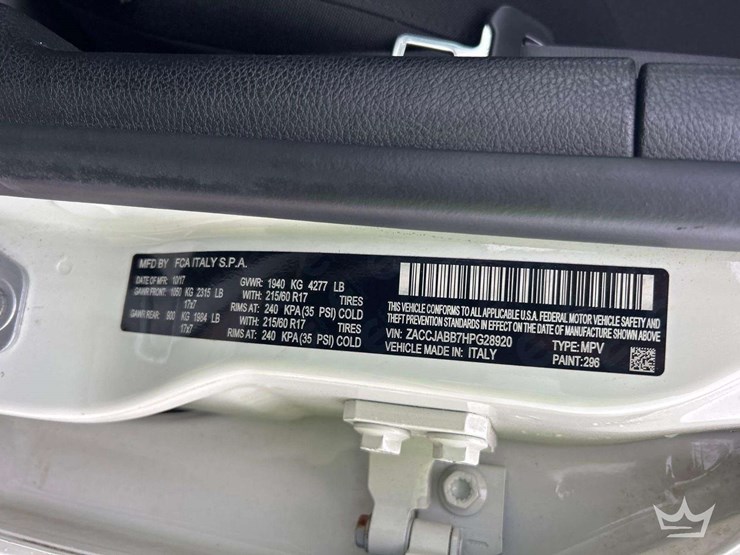 MFD BY FCA ITALY S.P.A.
DATE OF MFR: 10/17 GVWR: 1940 KG 4277 LB
GAWR FRONT: 1050 KG 2315 LB WITH: 215/60 R17 TIRES
17x7 RIMS AT: 240 KPA (35 PSI) COLD
GAWR REAR: 900 KG 1984 LB WITH: 215/60 R17 TIRES
17x7 RIMS AT: 240 KPA (35 PSI) COLD
THIS VEHICLE CONFORMS TO ALL APPLICABLE U.S.A. FEDERAL MOTOR VEHICLE SAFETY AND
THEFT PREVENTION STANDARDS IN EFFECT ON THE DATE OF MANUFACTURE SHOWN ABOVE.
VIN: ZACCJABB7HPG28920 TYPE: MPV
VEHICLE MADE IN: ITALY PAINT: 296